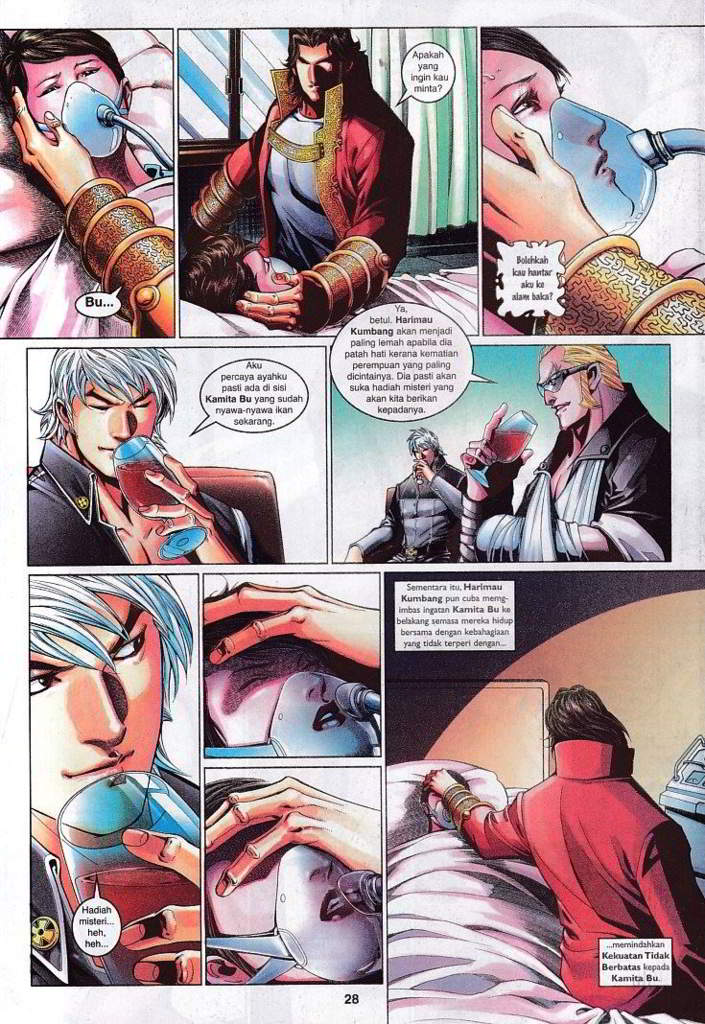 Bu...
Apakah
yang
ingin kau
minta?
Bolehkah
kau hantar
aku ke
alam baka?
Aku
percaya ayahku
pasti ada di sisi
Kamita Bu yang sudah
nyawa-nyawa ikan
sekarang.
Ya,
betul. Harimau
Kumbang akan menjadi
paling lemah apabila dia
patah hati kerana kematian
perempuan yang paling
dicintainya. Dia pasti akan
suka hadiah misteri yang
akan kita berikan
kepadanya.
Hadiah
misteri...
heh,
heh...
Sementara itu, Harimau
Kumbang pun cuba meng-
imbas ingatan Kamita Bu ke
belakang semasa mereka hidup
bersama dengan kebahagiaan
yang tidak terperi dengan...
...memindahkan
Kekuatan Tidak
Berbatas kepada
Kamita Bu.
28